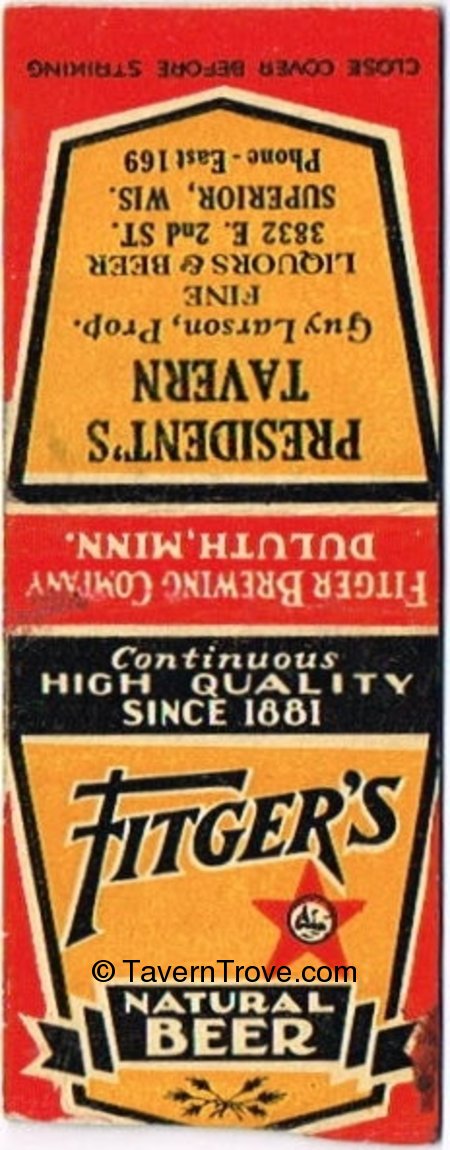 CLOSE COVER BEFORE STRIKING
PRESIDENT'S
TAVERN
Guy Larson, Prop.
FINE
LIQUORS & BEER
3832 E. 2nd ST.
SUPERIOR, WIS.
Phone - East 169
FITGER BREWING COMPANY
DULUTH, MINN.
Continuous
HIGH QUALITY
SINCE 1881
FITGER'S
© TavernTrove.com
NATURAL
BEER